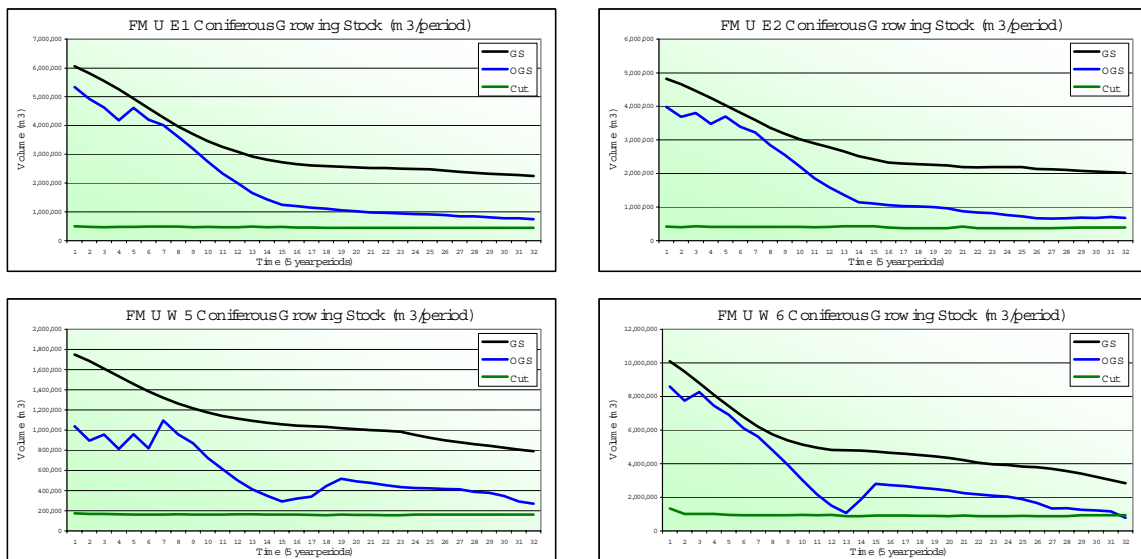 FMU E1 Coniferous Growing Stock (m3/period)
7,000,000
6,000,000
5,000,000
4,000,000
3,000,000
2,000,000
1,000,000
0
Volume (m3)
GS
OGS
Cut
1 2 3 4 5 6 7 8 9 10 11 12 13 14 15 16 17 18 19 20 21 22 23 24 25 26 27 28 29 30 31 32
Time (5 year periods)
FMU E2 Coniferous Growing Stock (m3/period)
6,000,000
5,000,000
4,000,000
3,000,000
2,000,000
1,000,000
0
Volume (m3)
GS
OGS
Cut
1 2 3 4 5 6 7 8 9 10 11 12 13 14 15 16 17 18 19 20 21 22 23 24 25 26 27 28 29 30 31 32
Time (5 year periods)
FMU W5 Coniferous Growing Stock (m3/period)
2,000,000
1,800,000
1,600,000
1,400,000
1,200,000
1,000,000
800,000
600,000
400,000
200,000
0
Volume (m3)
GS
OGS
Cut
1 2 3 4 5 6 7 8 9 10 11 12 13 14 15 16 17 18 19 20 21 22 23 24 25 26 27 28 29 30 31 32
Time (5 year periods)
FMU W6 Coniferous Growing Stock (m3/period)
12,000,000
10,000,000
8,000,000
6,000,000
4,000,000
2,000,000
0
Volume (m3)
GS
OGS
Cut
1 2 3 4 5 6 7 8 9 10 11 12 13 14 15 16 17 18 19 20 21 22 23 24 25 26 27 28 29 30 31 32
Time (5 year periods)